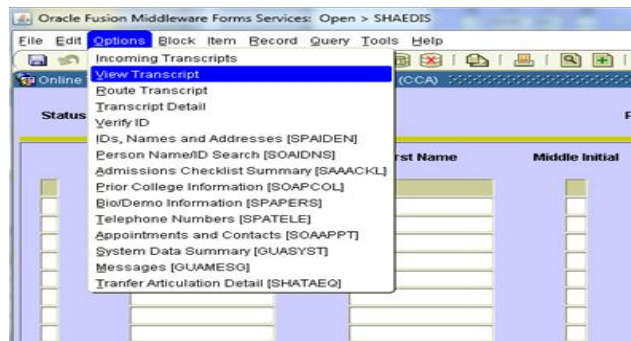 Oracle Fusion Middleware Forms Services: Open > SHAEDIS
File Edit Options Block Item Record Query Tools Help
Incoming Transcripts
Online (CCA)
View Transcript
Route Transcript
Transcript Detail
Status
Verify ID
IDs, Names and Addresses [SPAIDEN]
Person Name/ID Search [SOAIDNS]
rst Name Middle Initial
Admissions Checklist Summary [SAAACKL]
Prior College Information [SOAPCOL]
Bio/Demo Information [SPAPERS]
Telephone Numbers [SPATELE]
Appointments and Contacts [SOAAPPT]
System Data Summary [GUASYST]
Messages [GUAMESG]
Tranfer Articulation Detail [SHATAEQ]